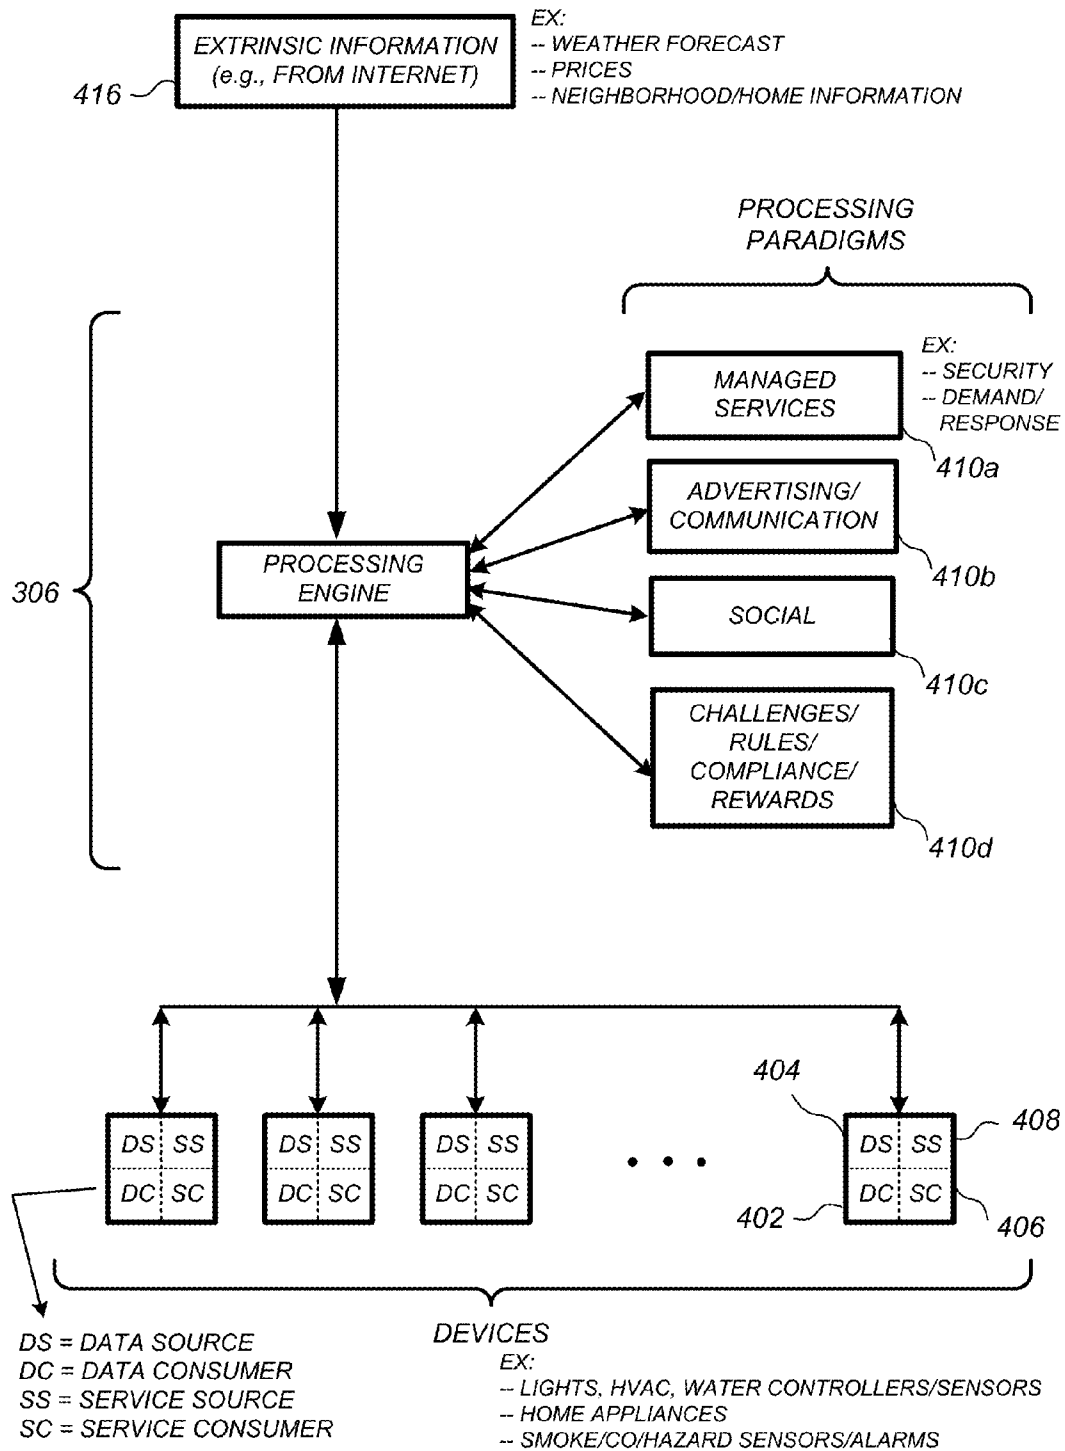 EXTRINSIC INFORMATION
(e.g., FROM INTERNET)
416
EX:
-- WEATHER FORECAST
-- PRICES
-- NEIGHBORHOOD/HOME INFORMATION
PROCESSING
PARADIGMS
MANAGED
SERVICES
EX:
-- SECURITY
-- DEMAND/
RESPONSE
410a
ADVERTISING/
COMMUNICATION
410b
306
PROCESSING
ENGINE
SOCIAL
410c
CHALLENGES/
RULES/
COMPLIANCE/
REWARDS
410d
DS SS
DC SC
DS SS
DC SC
DS SS
DC SC
• • •
404
DS SS
DC SC
408
402
406
DS = DATA SOURCE
DC = DATA CONSUMER
SS = SERVICE SOURCE
SC = SERVICE CONSUMER
DEVICES
EX:
-- LIGHTS, HVAC, WATER CONTROLLERS/SENSORS
-- HOME APPLIANCES
-- SMOKE/CO/HAZARD SENSORS/ALARMS